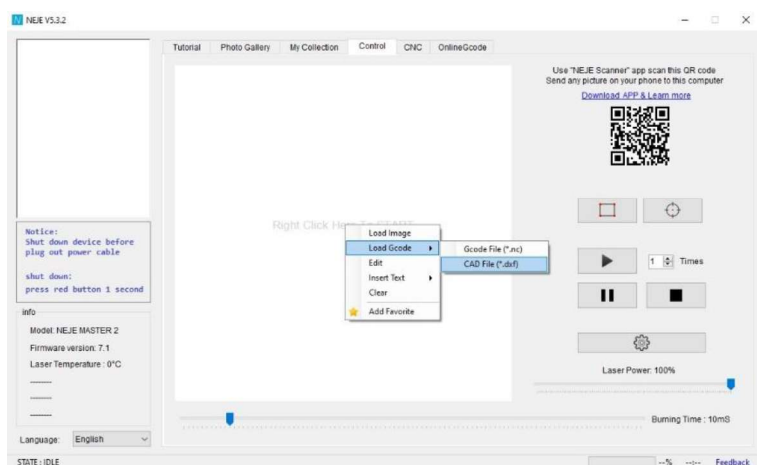 NEJE V5.3.2
Tutorial Photo Gallery My Collection Control CNC OnlineGcode
Use "NEJE Scanner" app scan this QR code
Send any picture on your phone to this computer
Download APP & Learn more
Right Click Here To START
Load Image
Load Gcode
Edit
Insert Text
Clear
Add Favorite
Gcode File (*.nc)
CAD File (*.dxf)
Notice:
Shut down device before
plug out power cable
shut down:
press red button 1 second
info
Model: NEJE MASTER 2
Firmware version: 7.1
Laser Temperature : 0°C
-------
-------
-------
1 Times
Laser Power: 100%
Burning Time : 10mS
Language: English
STATE : IDLE
--% --:-- Feedback